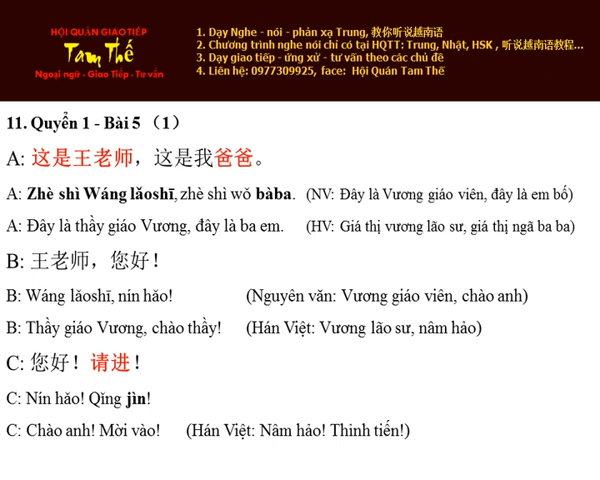 HỘI QUÁN GIAO TIẾP
Tam Thế
Ngoại ngữ - Giao Tiếp - Tư vấn
1. Dạy Nghe - nói - phản xạ Trung, 教你听说越南语
2. Chương trình nghe nói chỉ có tại HQTT: Trung, Nhật, HSK , 听说越南语教程...
3. Dạy giao tiếp - ứng xử - tư vấn theo các chủ đề
4. Liên hệ: 0977309925, face: Hội Quán Tam Thế
11. Quyển 1 - Bài 5 （1）
A: 这是王老师，这是我爸爸。
A: Zhè shì Wáng lǎoshī, zhè shì wǒ bàba. (NV: Đây là Vương giáo viên, đây là em bố)
A: Đây là thầy giáo Vương, đây là ba em. (HV: Giá thị vương lão sư, giá thị ngã ba ba)
B: 王老师，您好！
B: Wáng lǎoshī, nín hǎo! (Nguyên văn: Vương giáo viên, chào anh)
B: Thầy giáo Vương, chào thầy! (Hán Việt: Vương lão sư, nâm hảo)
C: 您好！请进！
C: Nín hǎo! Qǐng jìn!
C: Chào anh! Mời vào! (Hán Việt: Nâm hảo! Thinh tiến!)